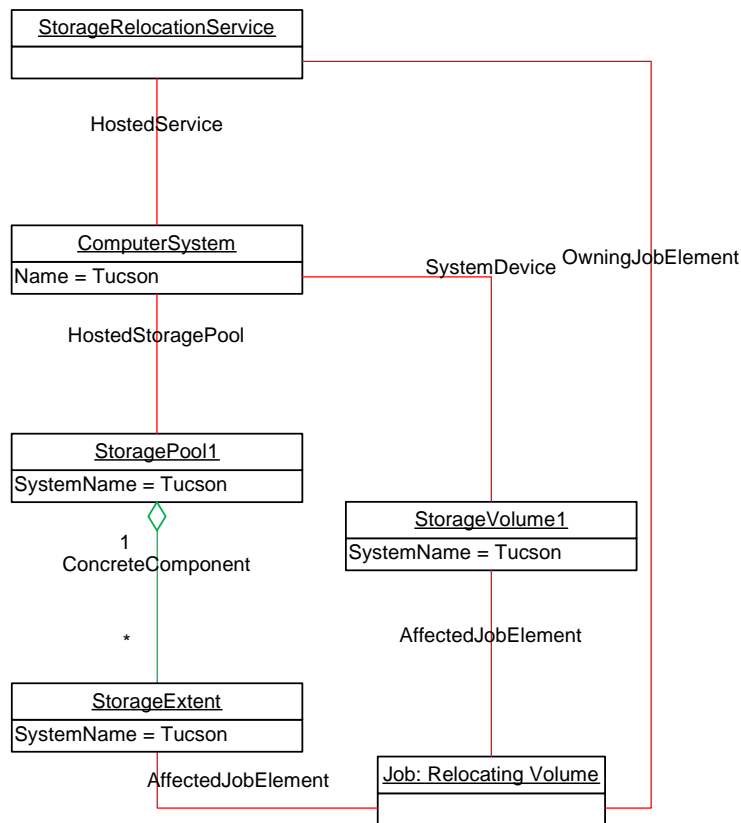 StorageRelocationService
HostedService
ComputerSystem
Name = Tucson
SystemDevice
OwningJobElement
HostedStoragePool
StoragePool1
SystemName = Tucson
StorageVolume1
SystemName = Tucson
1
ConcreteComponent
AffectedJobElement
*
StorageExtent
SystemName = Tucson
AffectedJobElement
Job: Relocating Volume